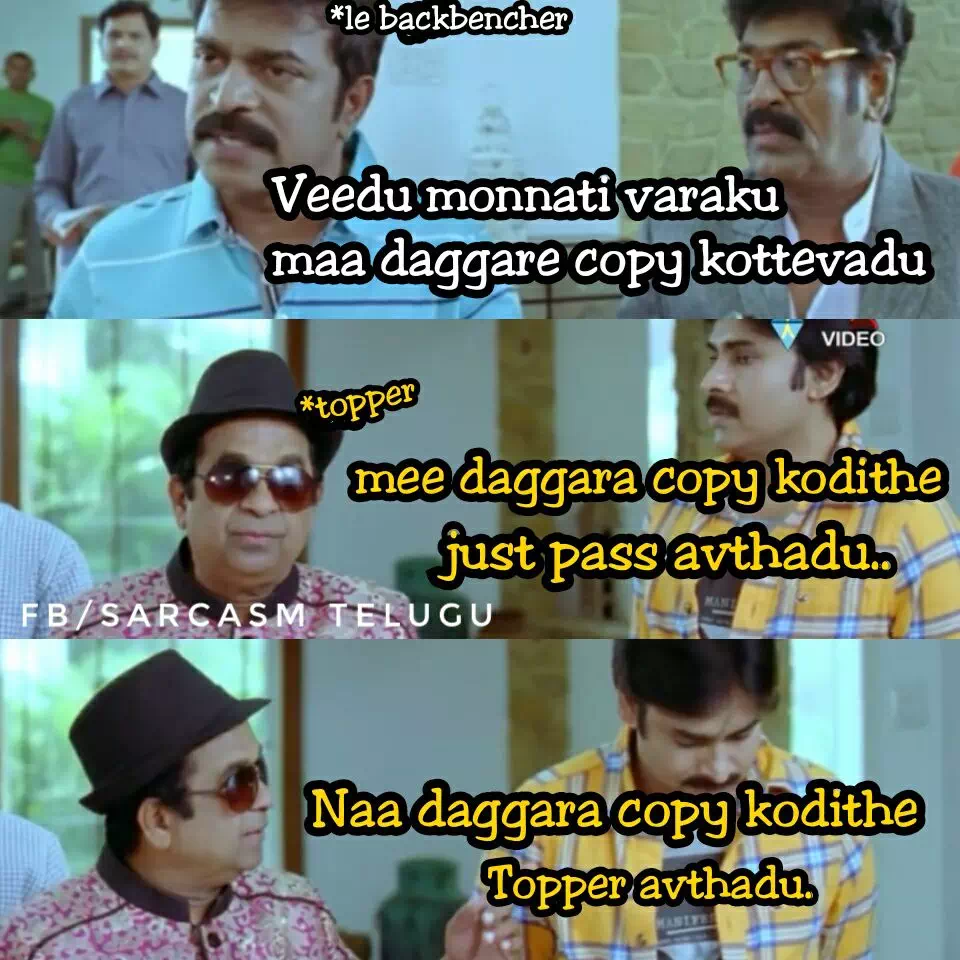 *le backbencher
Veedu monnati varaku
maa daggare copy kottevadu
VIDEO
*topper
mee daggara copy kodithe
just pass avthadu..
FB/SARCASM TELUGU
Naa daggara copy kodithe
Topper avthadu.